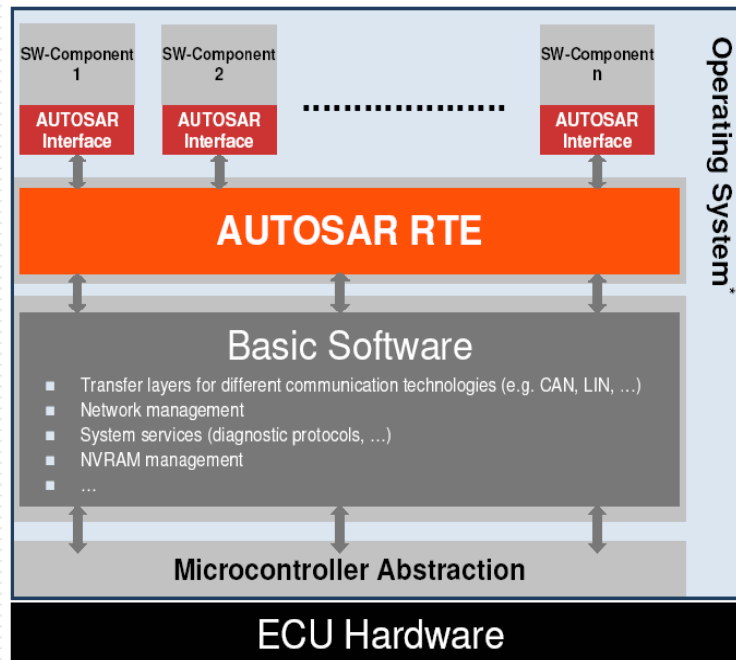 SW-Component
1
AUTOSAR
Interface
SW-Component
2
AUTOSAR
Interface
.....................
SW-Component
n
AUTOSAR
Interface
Operating System*
AUTOSAR RTE
Basic Software
■ Transfer layers for different communication technologies (e.g. CAN, LIN, …)
■ Network management
■ System services (diagnostic protocols, …)
■ NVRAM management
■ …
Microcontroller Abstraction
ECU Hardware